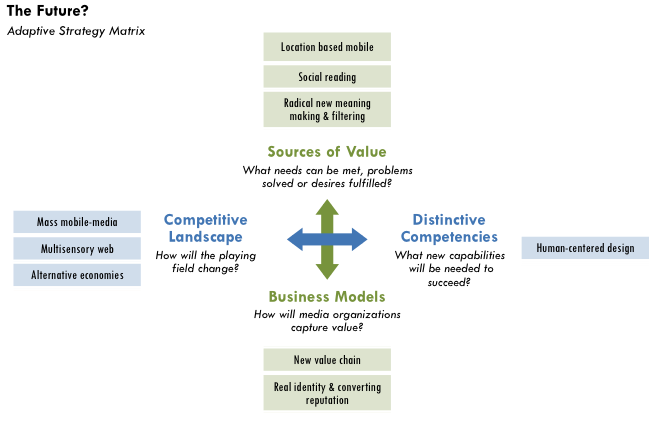 The Future?
Adaptive Strategy Matrix
Location based mobile
Social reading
Radical new meaning
making & filtering
Sources of Value
What needs can be met, problems
solved or desires fulfilled?
Mass mobile-media
Multisensory web
Alternative economies
Competitive
Landscape
How will the playing
field change?
Distinctive
Competencies
What new capabilities
will be needed to
succeed?
Human-centered design
Business Models
How will media organizations
capture value?
New value chain
Real identity & converting
reputation